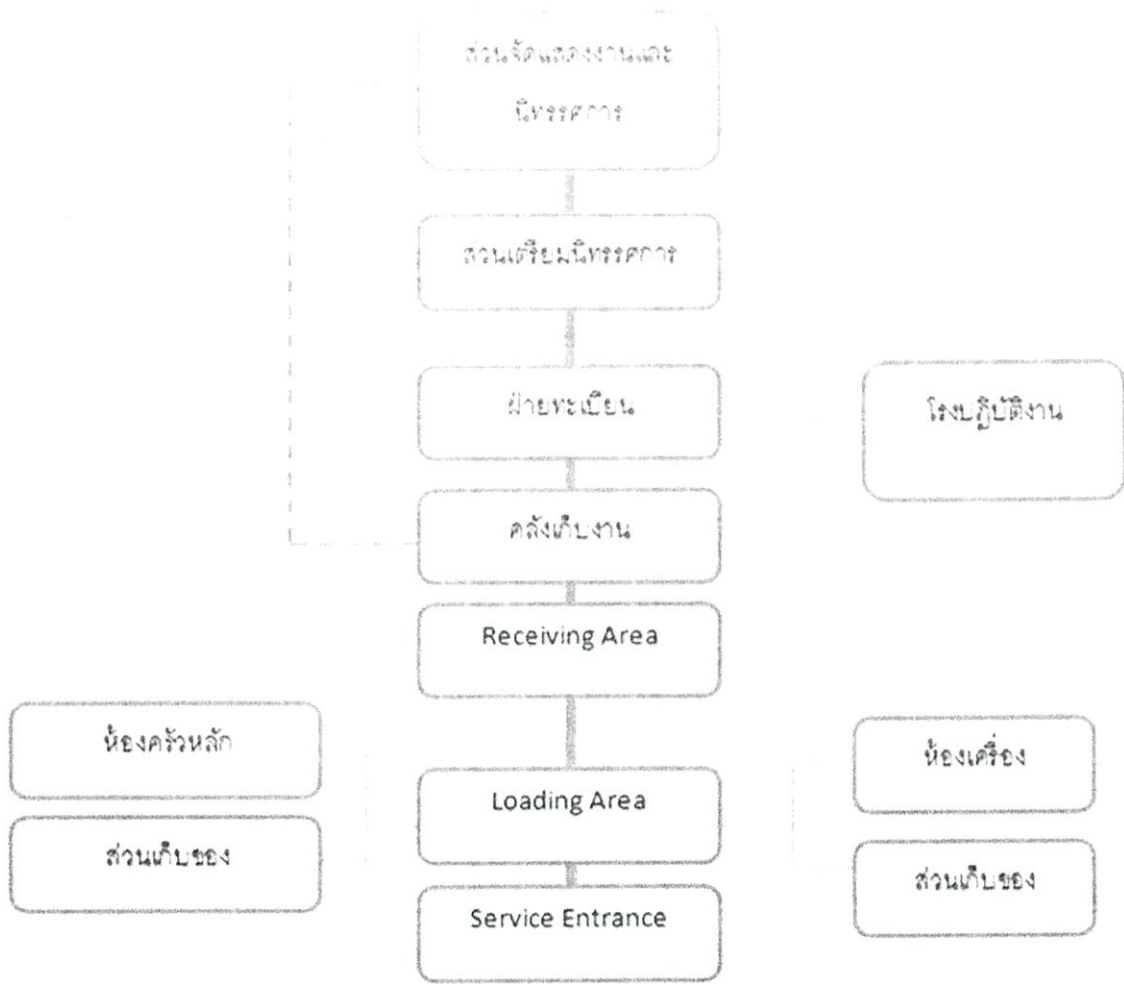 ส่วนจัดแสดงงานและ
นิทรรศการ
ส่วนเตรียมนิทรรศการ
ฝ่ายทะเบียน
โรงปฏิบัติงาน
คลังเก็บงาน
Receiving Area
ห้องครัวหลัก
ห้องเครื่อง
Loading Area
ส่วนเก็บของ
ส่วนเก็บของ
Service Entrance